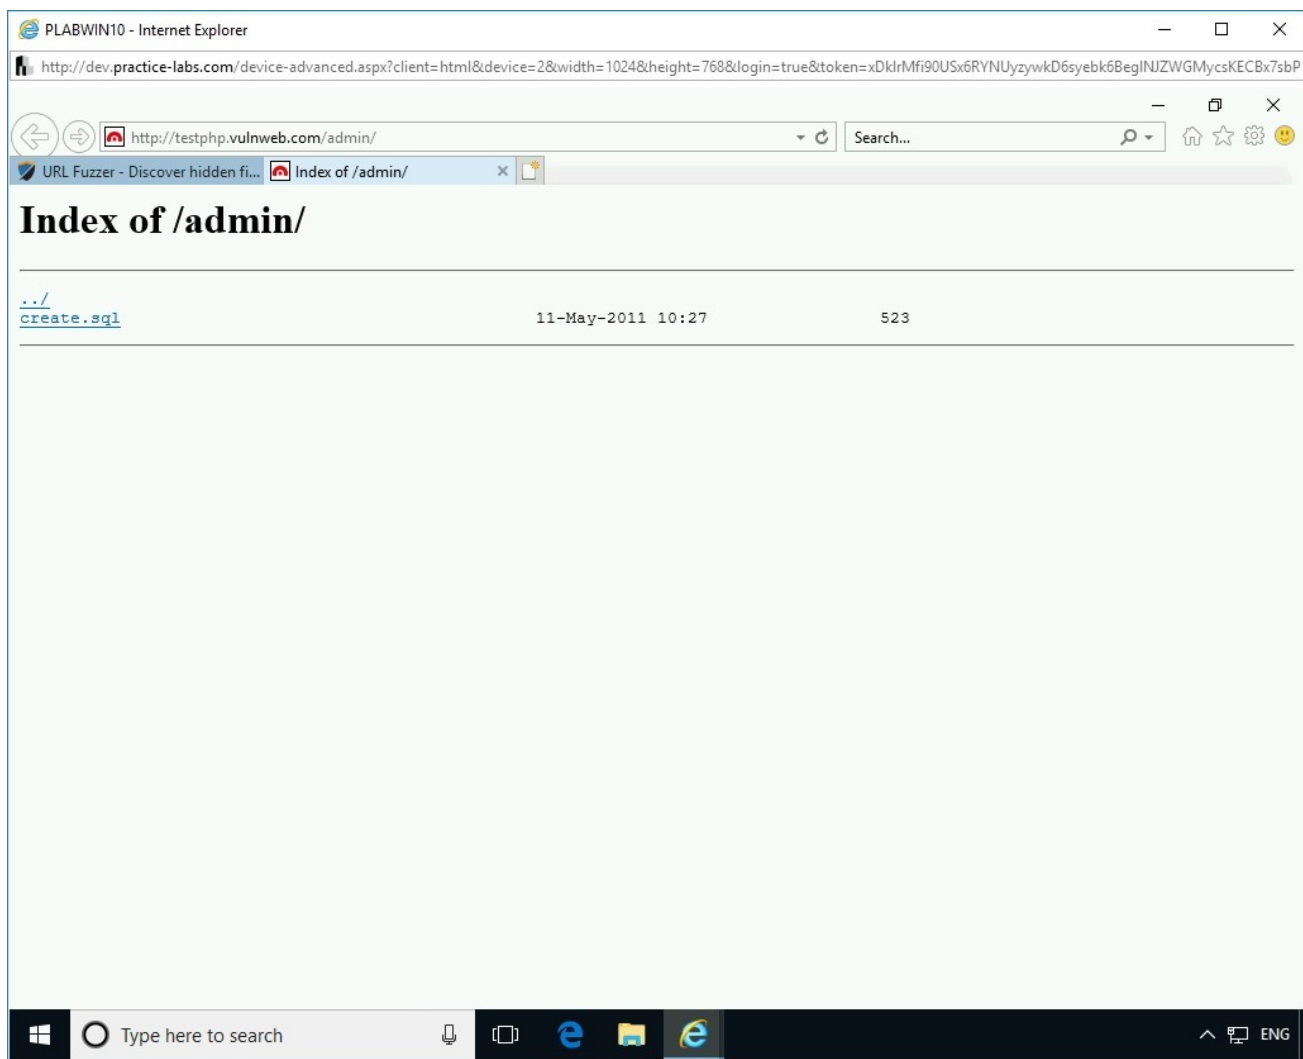 PLABWIN10 - Internet Explorer
http://dev.practice-labs.com/device-advanced.aspx?client=html&device=2&width=1024&height=768&login=true&token=xDkIrMfi90USx6RYNUyzywkD6syebk6BegINJZWGMycsKECBx7sbP
http://testphp.vulnweb.com/admin/ Search...
URL Fuzzer - Discover hidden fi... Index of /admin/
Index of /admin/
../
create.sql 11-May-2011 10:27 523
Type here to search ENG